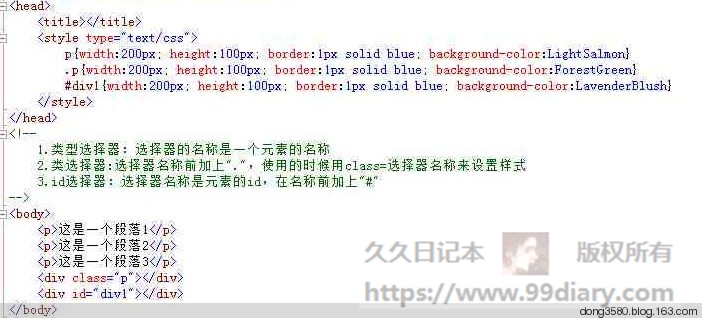 <head>
<title></title>
<style type="text/css">
p{width:200px; height:100px; border:1px solid blue; background-color:LightSalmon}
.p{width:200px; height:100px; border:1px solid blue; background-color:ForestGreen}
#div1{width:200px; height:100px; border:1px solid blue; background-color:LavenderBlush}
</style>
</head>
<!--
1.类型选择器: 选择器的名称是一个元素的名称
2.类选择器:选择器名称前加上".", 使用的时候用class=选择器名称来设置样式
3.id选择器: 选择器名称是元素的id, 在名称前加上"#"
-->
<body>
<p>这是一个段落1</p>
<p>这是一个段落2</p>
<p>这是一个段落3</p>
<div class="p"></div>
<div id="div1"></div>
</body>
久久日记本 版权所有
https://www.99diary.com
dong3580.blog.163.com